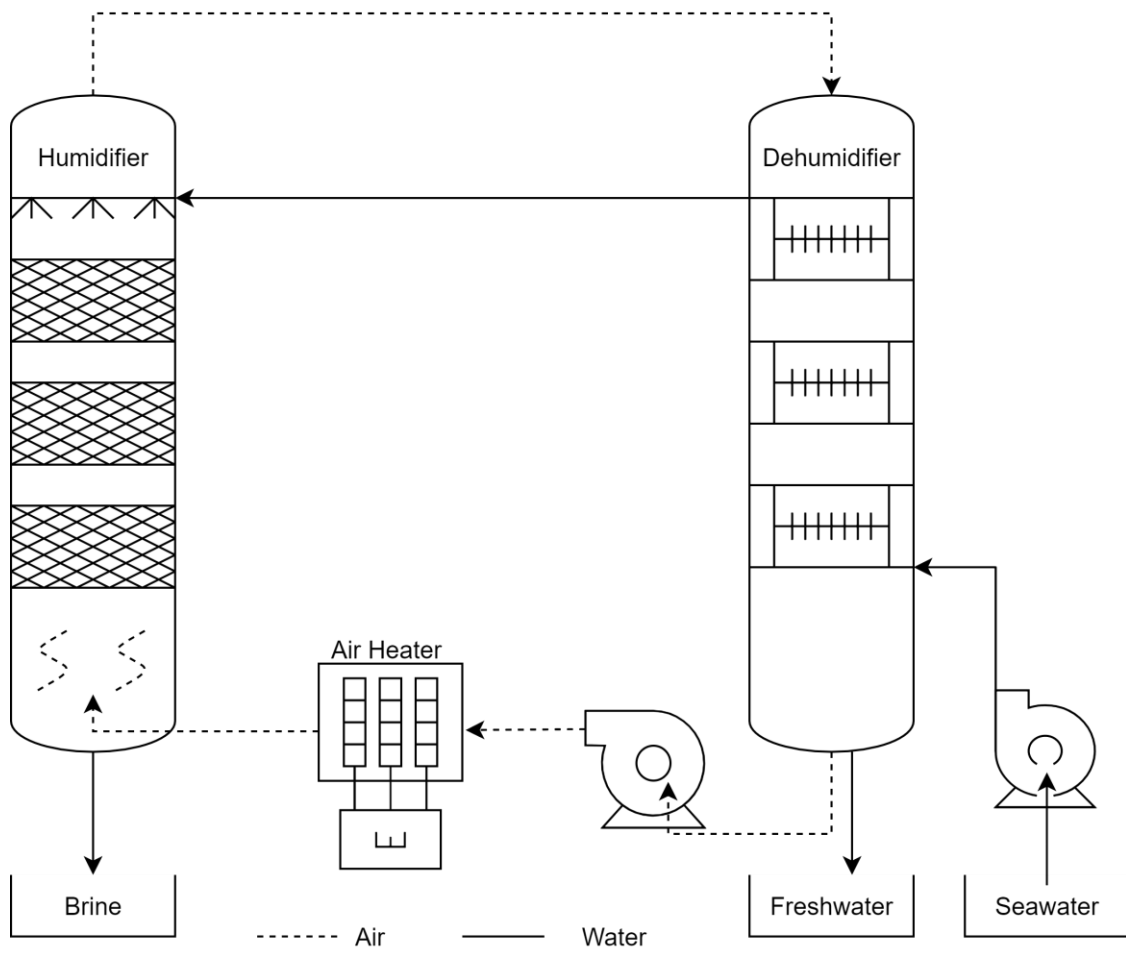 Humidifier
Dehumidifier
Air Heater
E
Brine
Freshwater
Seawater
Air
Water